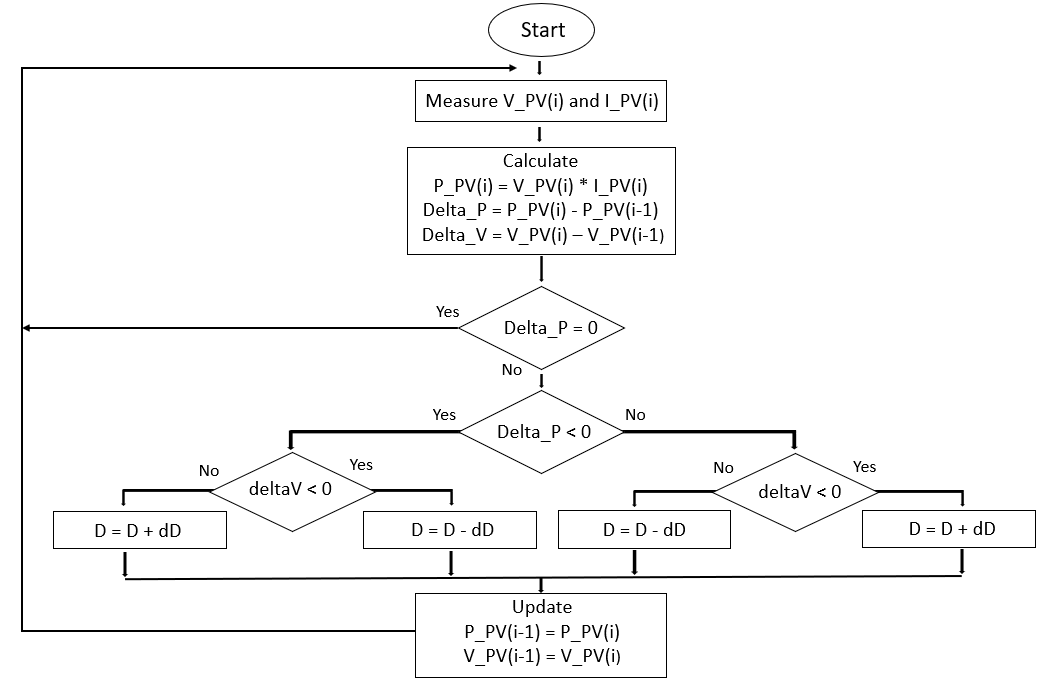 Start
Measure V_PV(i) and I_PV(i)
Calculate
P_PV(i) = V_PV(i) * I_PV(i)
Delta_P = P_PV(i) - P_PV(i-1)
Delta_V = V_PV(i) – V_PV(i-1)
Yes
Delta_P = 0
No
Yes
Delta_P < 0
No
No
deltaV < 0
Yes
No
deltaV < 0
Yes
D = D + dD
D = D - dD
D = D - dD
D = D + dD
Update
P_PV(i-1) = P_PV(i)
V_PV(i-1) = V_PV(i)